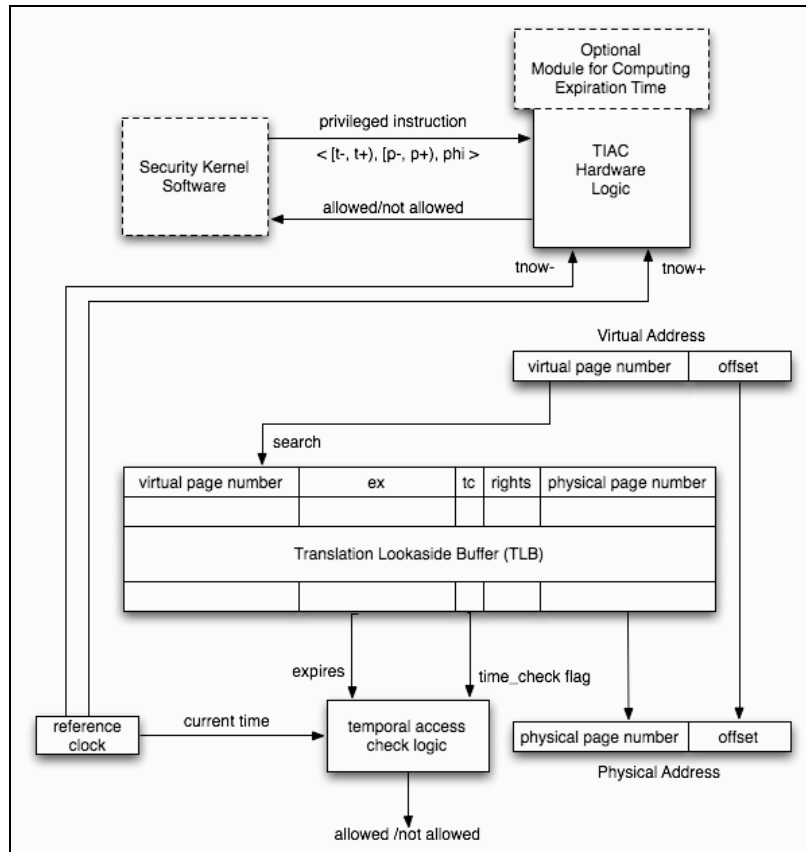 Optional
Module for Computing
Expiration Time
privileged instruction
< [t-, t+), [p-, p+), phi >
Security Kernel
Software
TIAC
Hardware
Logic
allowed/not allowed
tnow-
tnow+
Virtual Address
virtual page number
offset
search
virtual page number
ex
tc
rights
physical page number
Translation Lookaside Buffer (TLB)
expires
time_check flag
reference
clock
current time
temporal access
check logic
physical page number
offset
Physical Address
allowed /not allowed